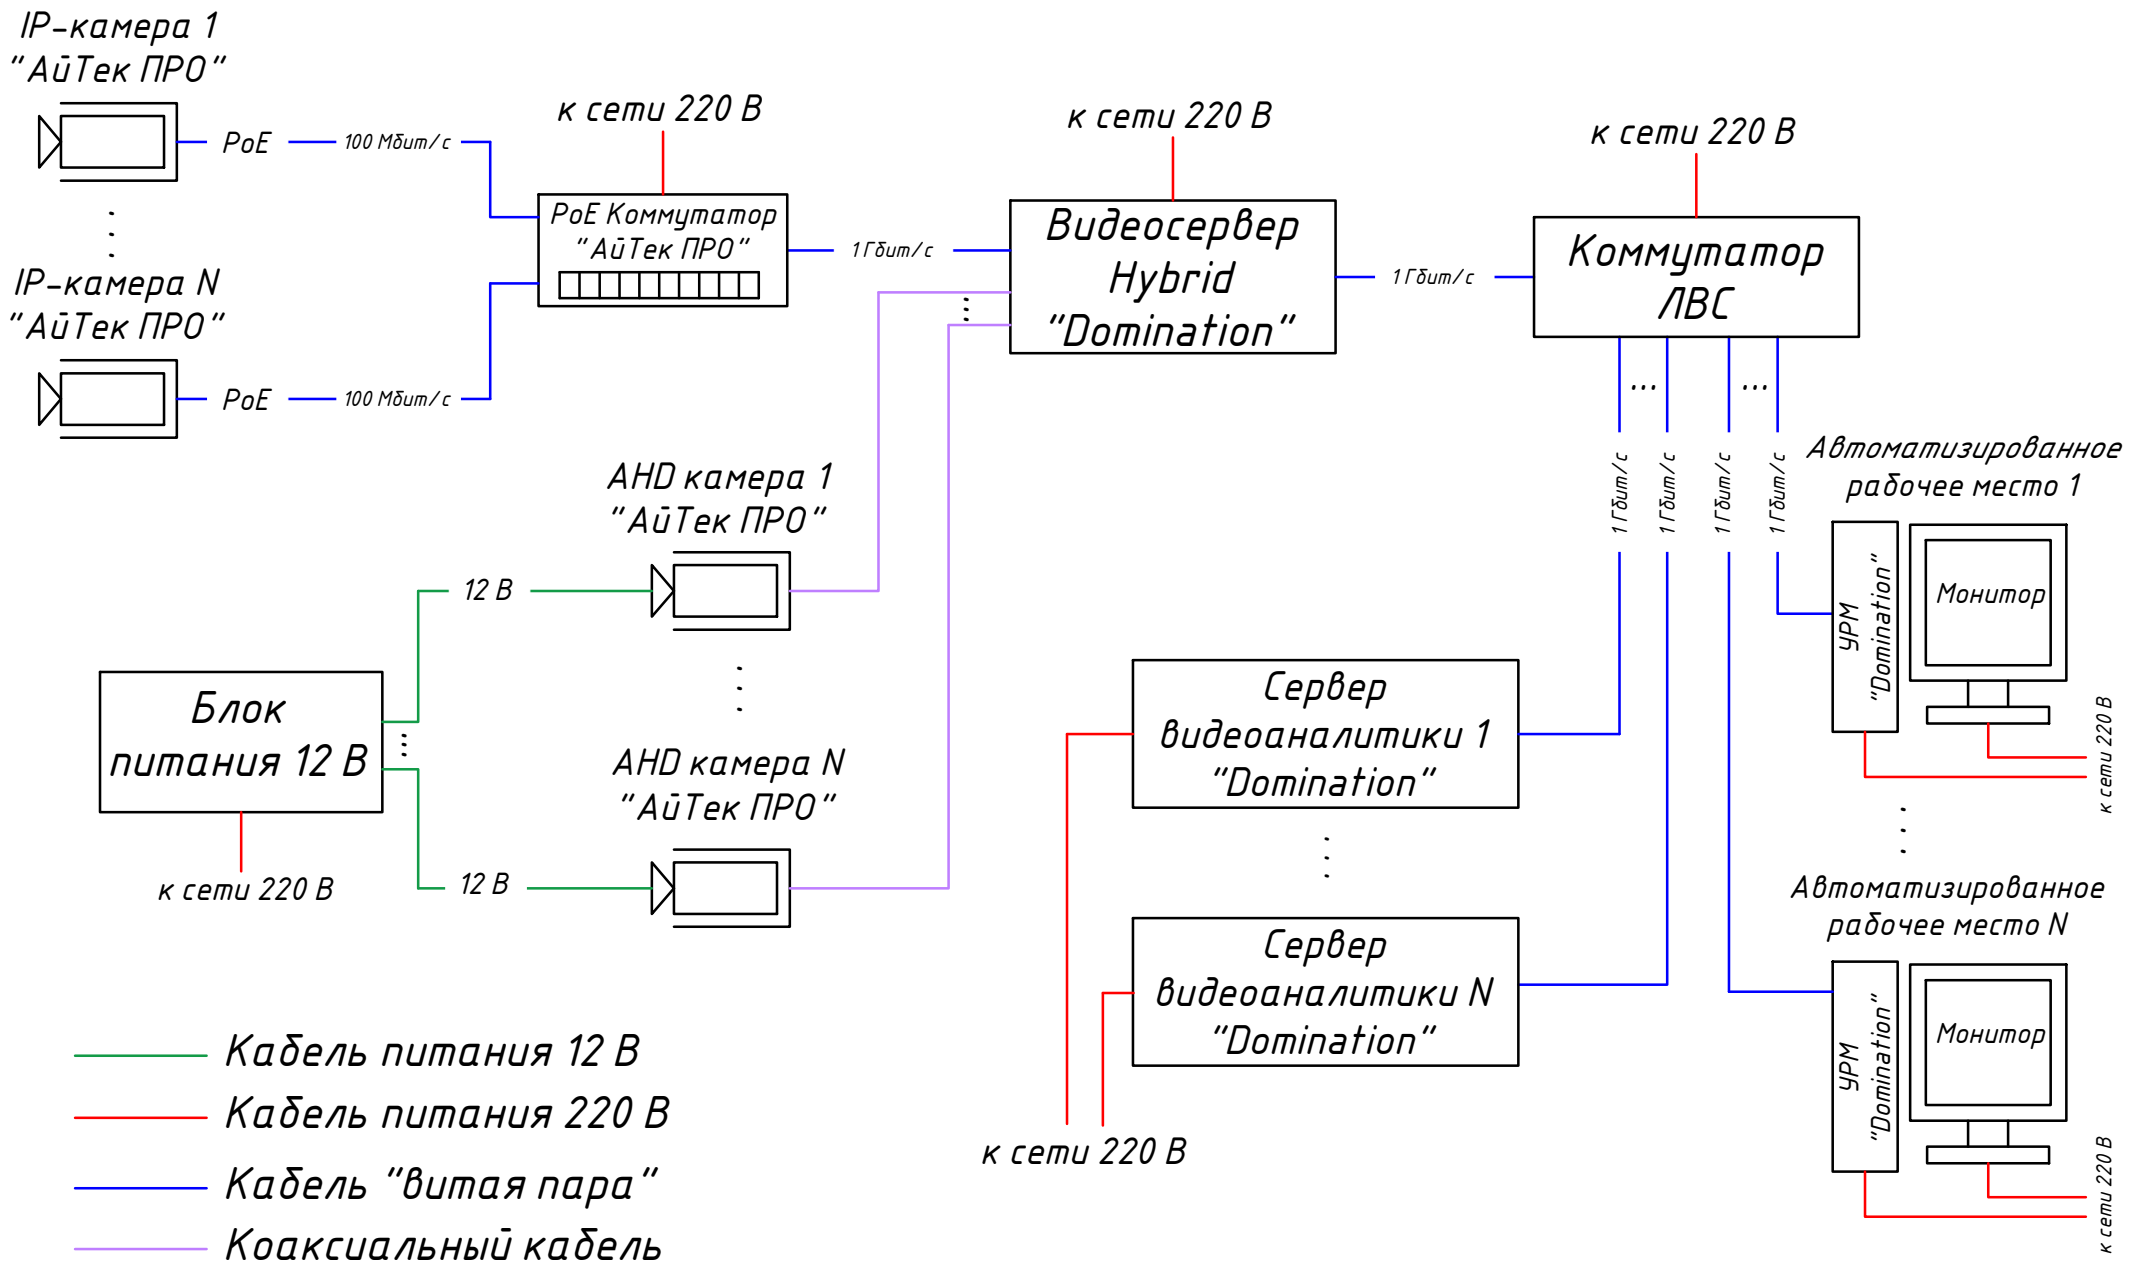 IP-камера 1
"АйТек ПРО"
PoE
100 Мбит/с
IP-камера N
"АйТек ПРО"
PoE
100 Мбит/с
к сети 220 В
PoE Коммутатор
"АйТек ПРО"
1 Гбит/с
к сети 220 В
Видеосервер
Hybrid
"Domination"
1 Гбит/с
к сети 220 В
Коммутатор
ЛВС
...
...
1 Гбит/с
1 Гбит/с
1 Гбит/с
1 Гбит/с
AHD камера 1
"АйТек ПРО"
12 В
Блок
питания 12 В
к сети 220 В
AHD камера N
"АйТек ПРО"
12 В
Сервер
видеоаналитики 1
"Domination"
Сервер
видеоаналитики N
"Domination"
к сети 220 В
Автоматизированное
рабочее место 1
УРМ
"Domination"
Монитор
к сети 220 В
Автоматизированное
рабочее место N
УРМ
"Domination"
Монитор
к сети 220 В
Кабель питания 12 В
Кабель питания 220 В
Кабель "витая пара"
Коаксиальный кабель